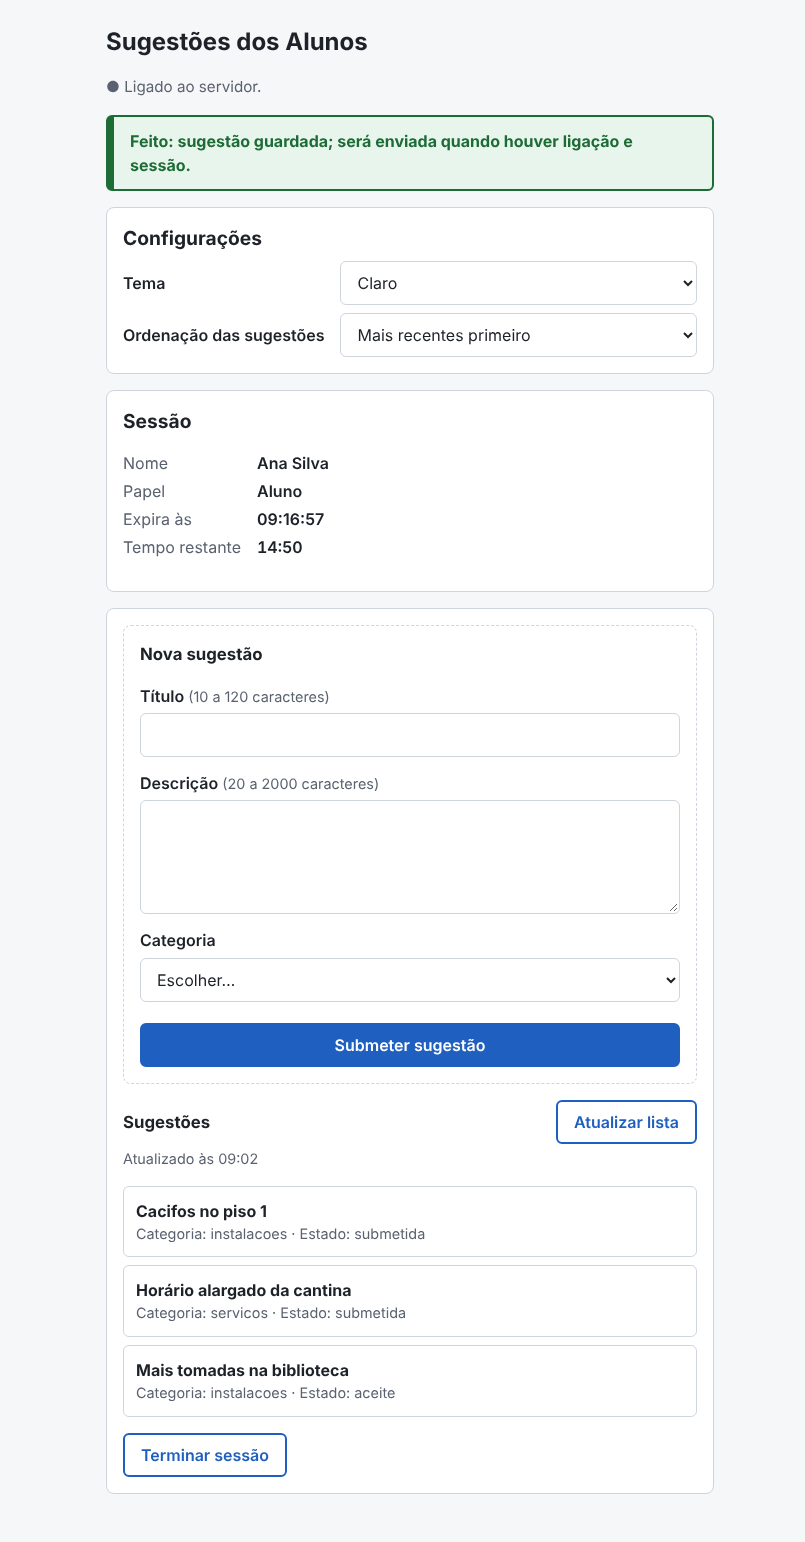 Sugestões dos Alunos
Ligado ao servidor.
Feito: sugestão guardada; será enviada quando houver ligação e
sessão.
Configurações
Tema
Claro
Ordenação das sugestões
Mais recentes primeiro
Sessão
Nome Ana Silva
Papel Aluno
Expira às 09:16:57
Tempo restante 14:50
Nova sugestão
Título (10 a 120 caracteres)
Descrição (20 a 2000 caracteres)
Categoria
Escolher...
Submeter sugestão
Sugestões
Atualizar lista
Atualizado às 09:02
Cacifos no piso 1
Categoria: instalacoes · Estado: submetida
Horário alargado da cantina
Categoria: servicos · Estado: submetida
Mais tomadas na biblioteca
Categoria: instalacoes · Estado: aceite
Terminar sessão